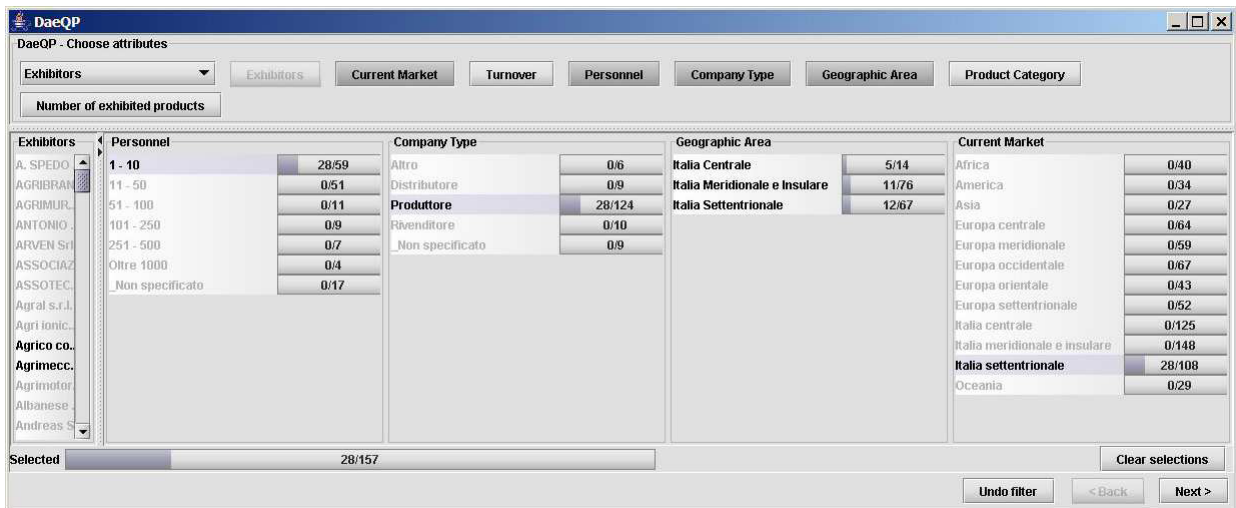 DaeQP
DaeQP - Choose attributes
Exhibitors Exhibitors Current Market Turnover Personnel Company Type Geographic Area Product Category
Number of exhibited products
Exhibitors
A. SPEDO
AGRIBRAN
AGRIMUR..
ANTONIO .
ARVEN Srl
ASSOCIAZ
ASSOTEC.
Agral s.r.l.
Agri ionic..
Agrico co..
Agrimecc.
Agrimotor.
Albanese .
Andreas S
Personnel
1 - 10 28/59
11 - 50 0/51
51 - 100 0/11
101 - 250 0/9
251 - 500 0/7
Oltre 1000 0/4
_Non specificato 0/17
Company Type
Altro 0/6
Distributore 0/9
Produttore 28/124
Rivenditore 0/10
_Non specificato 0/9
Geographic Area
Italia Centrale 5/14
Italia Meridionale e Insulare 11/76
Italia Settentrionale 12/67
Current Market
Africa 0/40
America 0/34
Asia 0/27
Europa centrale 0/64
Europa meridionale 0/59
Europa occidentale 0/67
Europa orientale 0/43
Europa settentrionale 0/52
Italia centrale 0/125
Italia meridionale e insulare 0/148
Italia settentrionale 28/108
Oceania 0/29
Selected 28/157 Clear selections
Undo filter < Back Next >